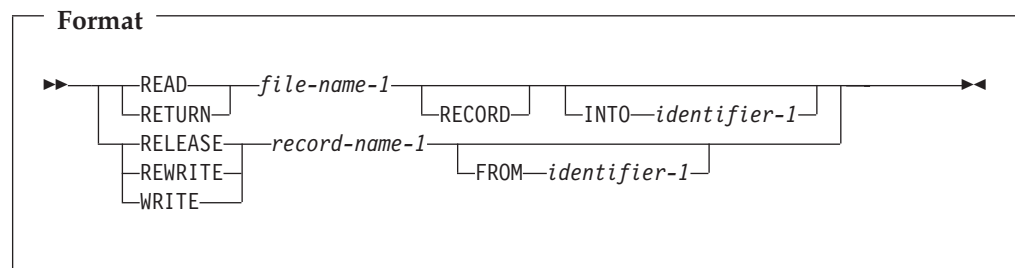 Format
READ file-name-1
RETURN RECORD INTO identifier-1
RELEASE record-name-1
REWRITE FROM identifier-1
WRITE